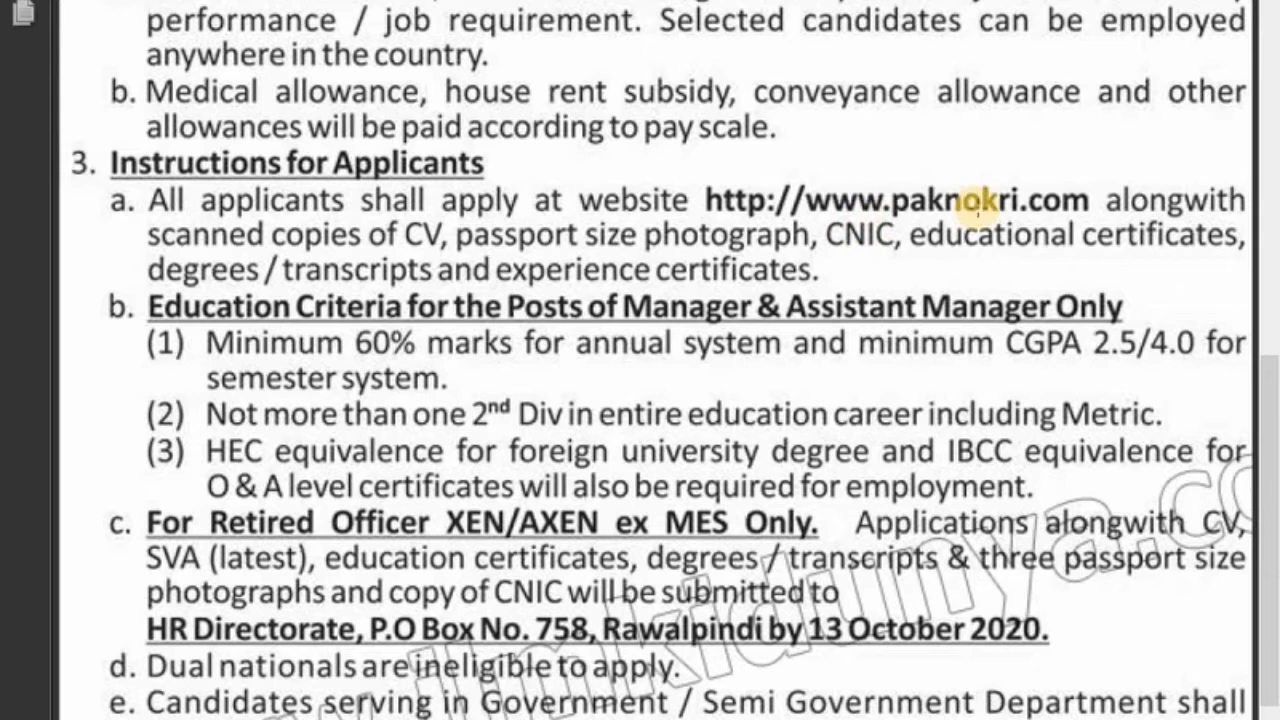 performance / job requirement. Selected candidates can be employed
anywhere in the country.
b. Medical allowance, house rent subsidy, conveyance allowance and other
allowances will be paid according to pay scale.
3. Instructions for Applicants
a. All applicants shall apply at website http://www.paknokri.com alongwith
scanned copies of CV, passport size photograph, CNIC, educational certificates,
degrees / transcripts and experience certificates.
b. Education Criteria for the Posts of Manager & Assistant Manager Only
(1) Minimum 60% marks for annual system and minimum CGPA 2.5/4.0 for
semester system.
(2) Not more than one 2nd Div in entire education career including Metric.
(3) HEC equivalence for foreign university degree and IBCC equivalence for
O & A level certificates will also be required for employment.
c. For Retired Officer XEN/AXEN ex MES Only. Applications alongwith CV,
SVA (latest), education certificates, degrees / transcripts & three passport size
photographs and copy of CNIC will be submitted to
HR Directorate, P.O Box No. 758, Rawalpindi by 13 October 2020.
d. Dual nationals are ineligible to apply.
e. Candidates serving in Government / Semi Government Department shall